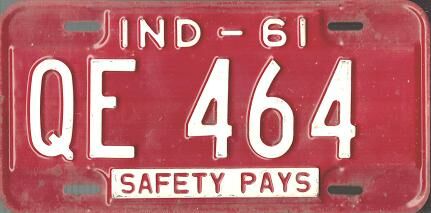 IND - 61
QE 464
SAFETY PAYS